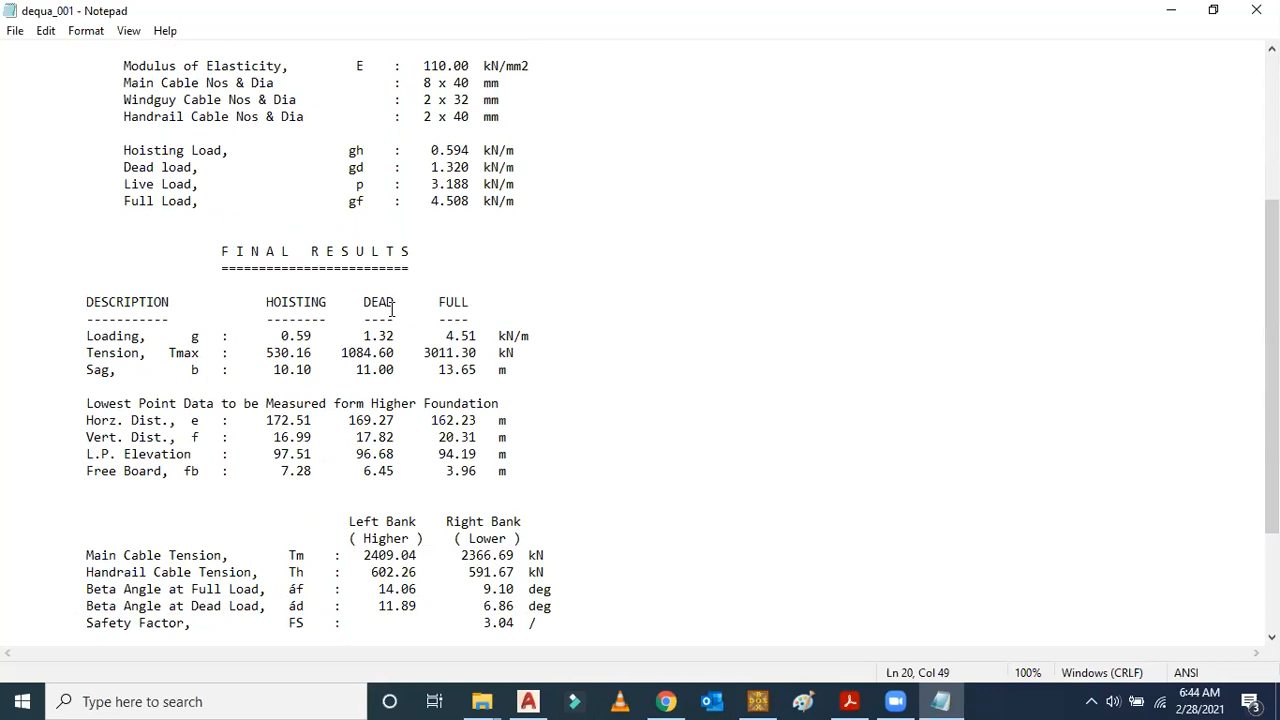 dequa_001 - Notepad
File Edit Format View Help
Modulus of Elasticity, E : 110.00 kN/mm2
Main Cable Nos & Dia : 8 x 40 mm
Windguy Cable Nos & Dia : 2 x 32 mm
Handrail Cable Nos & Dia : 2 x 40 mm
Hoisting Load, gh : 0.594 kN/m
Dead load, gd : 1.320 kN/m
Live Load, p : 3.188 kN/m
Full Load, gf : 4.508 kN/m
F I N A L R E S U L T S
=========================
DESCRIPTION HOISTING DEAD FULL
----------- -------- ---- ----
Loading, g : 0.59 1.32 4.51 kN/m
Tension, Tmax : 530.16 1084.60 3011.30 kN
Sag, b : 10.10 11.00 13.65 m
Lowest Point Data to be Measured form Higher Foundation
Horz. Dist., e : 172.51 169.27 162.23 m
Vert. Dist., f : 16.99 17.82 20.31 m
L.P. Elevation : 97.51 96.68 94.19 m
Free Board, fb : 7.28 6.45 3.96 m
Left Bank Right Bank
( Higher ) ( Lower )
Main Cable Tension, Tm : 2409.04 2366.69 kN
Handrail Cable Tension, Th : 602.26 591.67 kN
Beta Angle at Full Load, áf : 14.06 9.10 deg
Beta Angle at Dead Load, ád : 11.89 6.86 deg
Safety Factor, FS : 3.04 /
Ln 20, Col 49 100% Windows (CRLF) ANSI
Type here to search
6:44 AM
2/28/2021
3